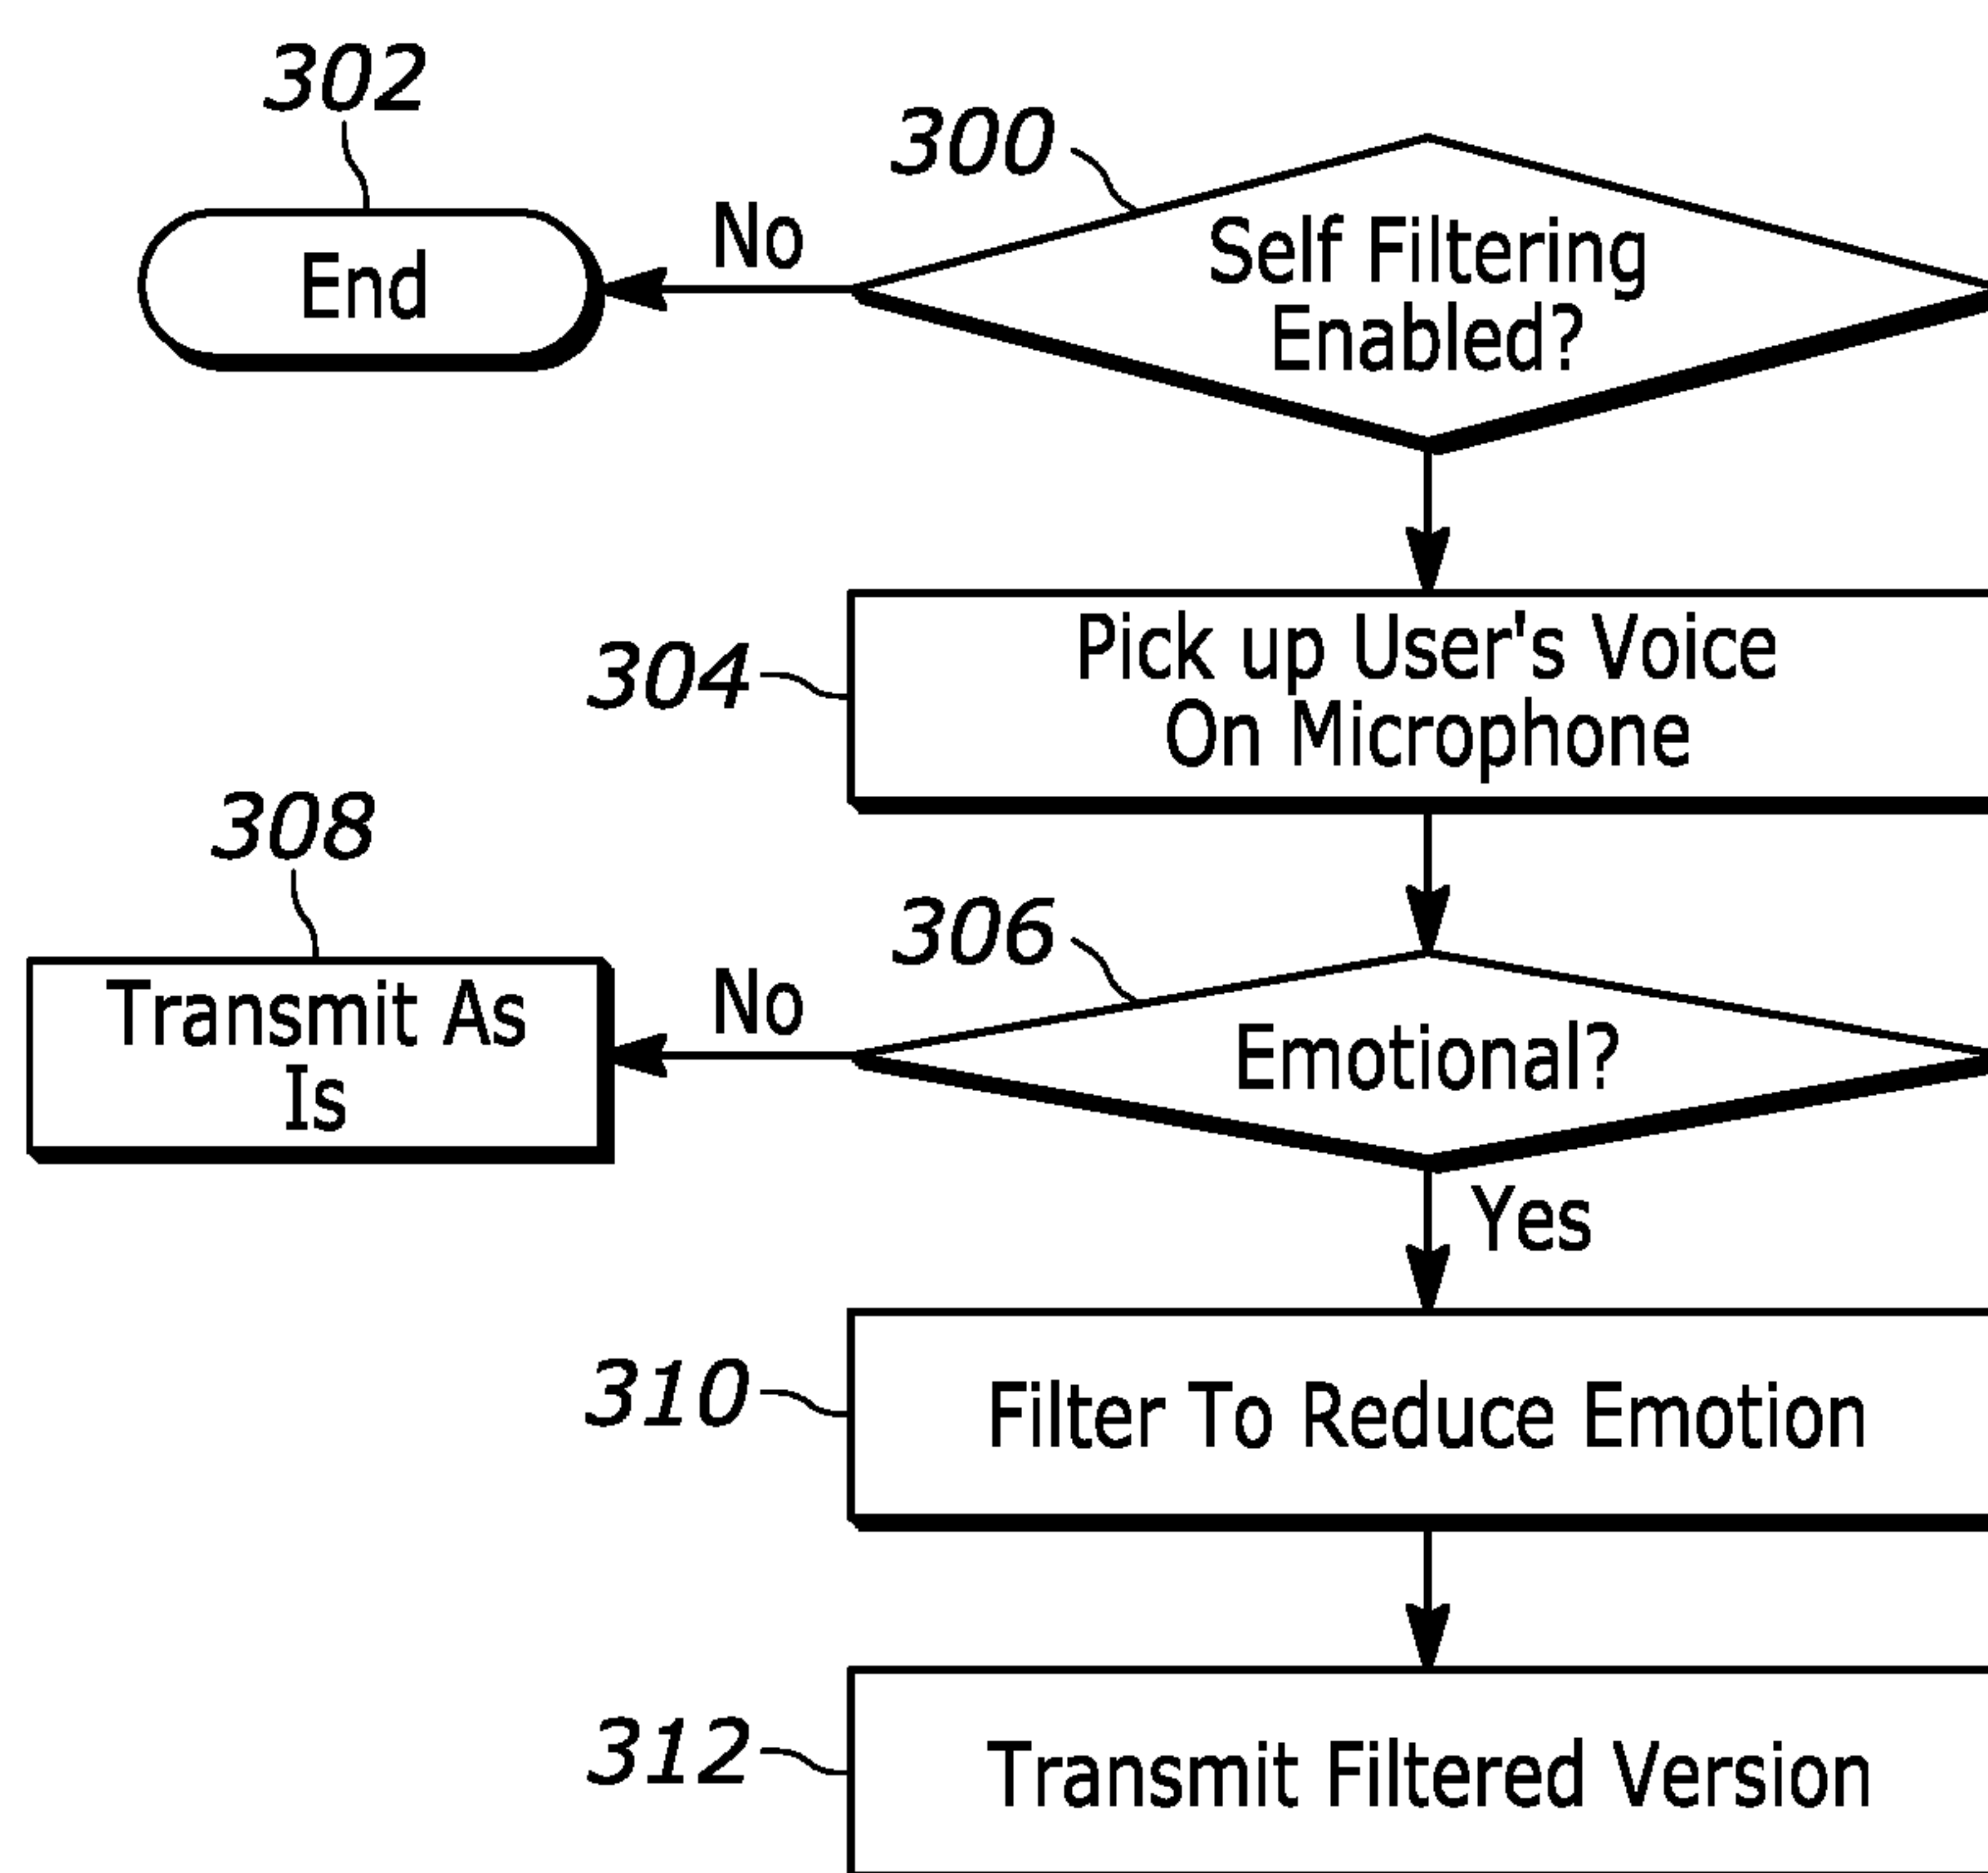 302
300
End
No
Self Filtering
Enabled?
304
Pick up User's Voice
On Microphone
308
306
Transmit As
Is
No
Emotional?
Yes
310
Filter To Reduce Emotion
312
Transmit Filtered Version